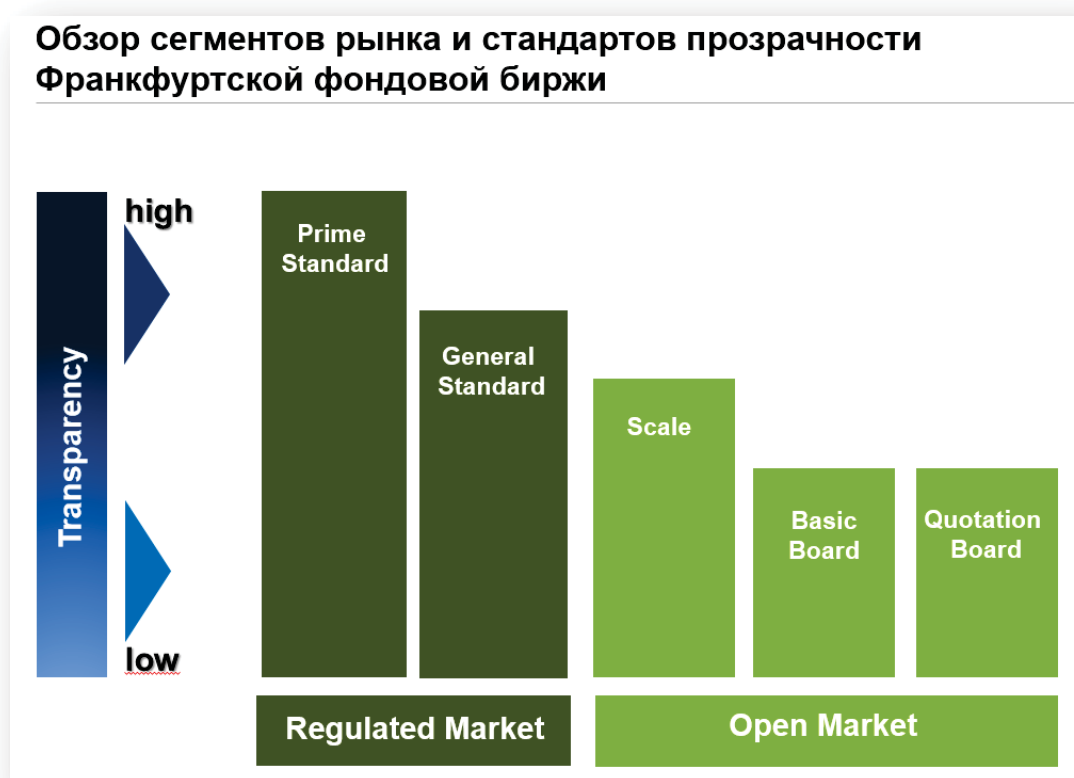 Обзор сегментов рынка и стандартов прозрачности
Франкфуртской фондовой биржи
high
Transparency
low
Prime
Standard
General
Standard
Scale
Basic
Board
Quotation
Board
Regulated Market
Open Market